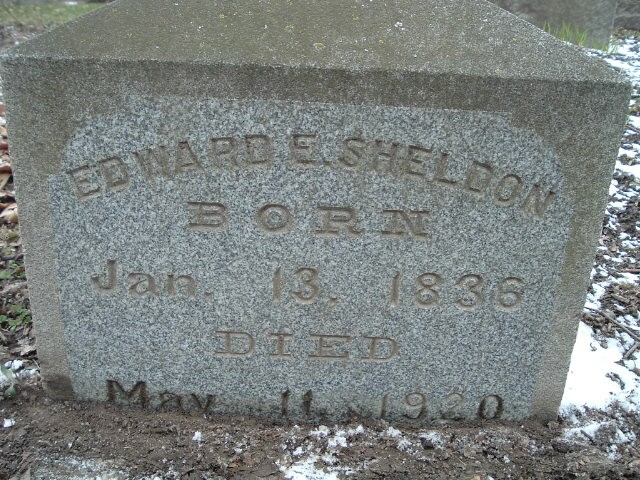 EDWARD E. SHELDON
BORN
Jan. 13. 1836
DIED
May 11. 1920